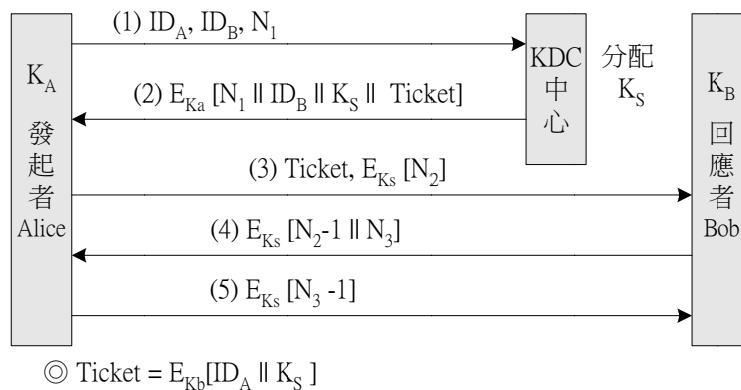 (1) ID_A, ID_B, N_1
K_A
發起者
Alice
KDC
中心
分配
K_S
K_B
回應者
Bob
(2) E_Ka [N_1 || ID_B || K_S || Ticket]
(3) Ticket, E_Ks [N_2]
(4) E_Ks [N_2-1 || N_3]
(5) E_Ks [N_3 -1]
◎ Ticket = E_Kb[ID_A || K_S ]